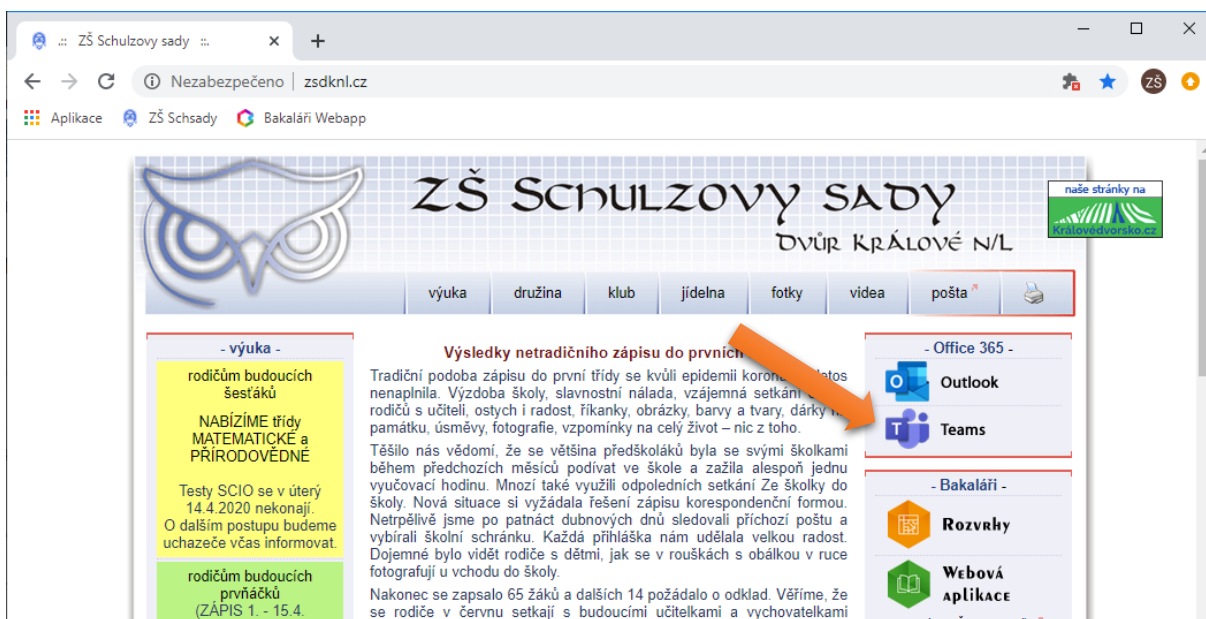 .:: ZŠ Schulzovy sady ::.
Nezabezpečeno | zsdknl.cz
zš
Aplikace ZŠ Schsady Bakaláři Webapp
ZŠ Schulzovy sady
Dvůr Králové n/L
naše stránky na
Královédvorsko.cz
výuka družina klub jídelna fotky videa pošta
- výuka -
rodičům budoucích
šesťáků
NABÍZÍME třídy
MATEMATICKÉ a
PŘÍRODOVĚDNÉ
Testy SCIO se v úterý
14.4.2020 nekonají.
O dalším postupu budeme
uchazeče včas informovat.
rodičům budoucích
prvňáčků
(ZÁPIS 1. - 15.4.
Výsledky netradičního zápisu do prvních
Tradiční podoba zápisu do první třídy se kvůli epidemii letos
nenaplnila. Výzdoba školy, slavnostní nálada, vzájemná setkání
rodičů s učiteli, ostych i radost, říkanky, obrázky, barvy a tvary, dárky
památku, úsměvy, fotografie, vzpomínky na celý život – nic z toho.
Těšilo nás vědomí, že se většina předškoláků byla se svými školkami
během předchozích měsíců podívat ve škole a zažila alespoň jednu
vyučovací hodinu. Mnozí také využili odpoledních setkání Ze školky do
školy. Nová situace si vyžádala řešení zápisu korespondenční formou.
Netrpělivě jsme po patnáct dubnových dnů sledovali příchozí poštu a
vybírali školní schránku. Každá přihláška nám udělala velkou radost.
Dojemné bylo vidět rodiče s dětmi, jak se v rouškách s obálkou v ruce
fotografují u vchodu do školy.
Nakonec se zapsalo 65 žáků a dalších 14 požádalo o odklad. Věříme, že
se rodiče v červnu setkají s budoucími učitelkami a vychovatelkami
- Office 365 -
Outlook
Teams
- Bakaláři -
Rozvrhy
Webová
aplikace